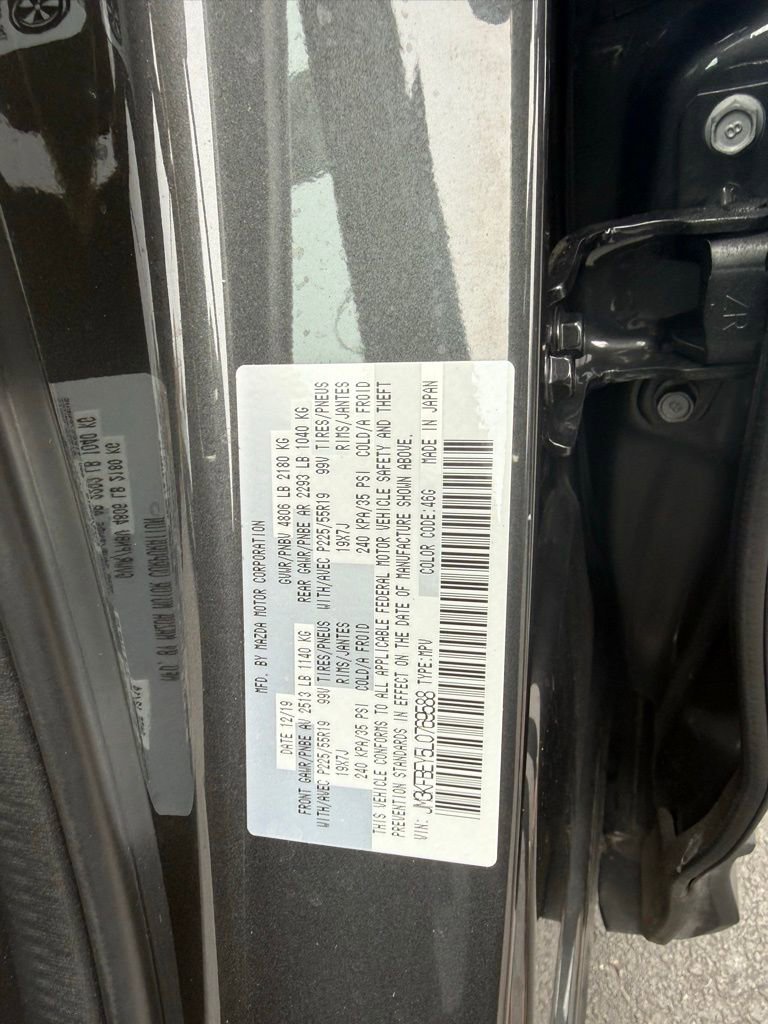 MFD. BY MAZDA MOTOR CORPORATION
DATE 12/19 GVWR/PNBV 4806 LB 2180 KG
FRONT GAWR/PNBE AV 2513 LB 1140 KG REAR GAWR/PNBE AR 2293 LB 1040 KG
WITH/AVEC P225/55R19 99V TIRES/PNEUS WITH/AVEC P225/55R19 99V TIRES/PNEUS
19X7J RIMS/JANTES 19X7J RIMS/JANTES
240 KPA/35 PSI COLD/A FROID 240 KPA/35 PSI COLD/A FROID
THIS VEHICLE CONFORMS TO ALL APPLICABLE FEDERAL MOTOR VEHICLE SAFETY AND THEFT
PREVENTION STANDARDS IN EFFECT ON THE DATE OF MANUFACTURE SHOWN ABOVE.
VIN: JM3KFBEY5L0769588 TYPE:MPV COLOR CODE:46G MADE IN JAPAN
8
ZR
8